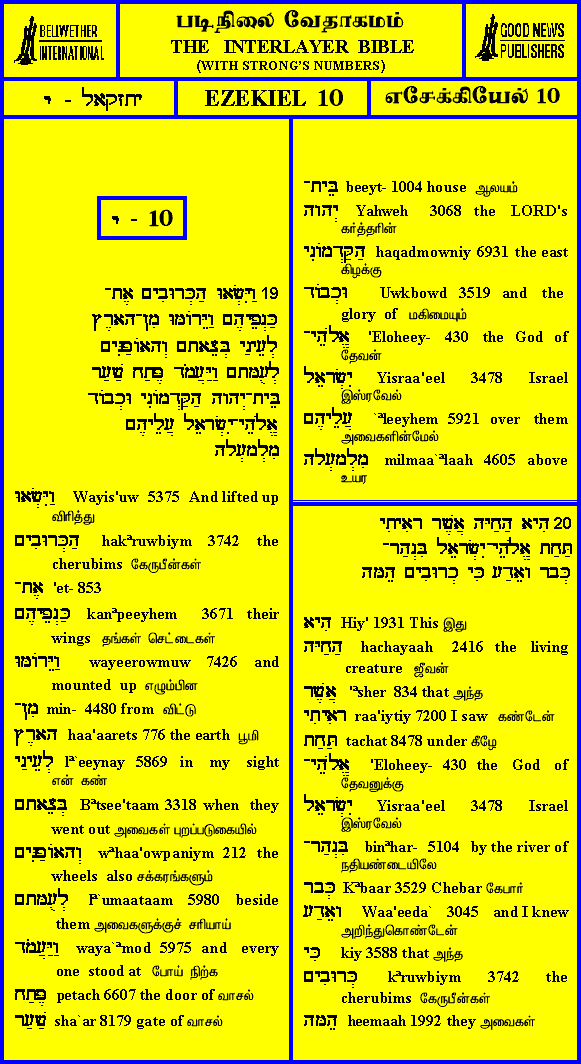 BELLWETHER
INTERNATIONAL
படிநிலை வேதாகமம்
THE INTERLAYER BIBLE
(WITH STRONG'S NUMBERS)
GOOD NEWS
PUBLISHERS
יחזקאל - י
EZEKIEL 10
எசேக்கியேல் 10
י - 10
19 וַיִּשְׂאוּ הַכְּרוּבִים אֶת־
כַּנְפֵיהֶם וַיֵּרוֹמּוּ מִן־הָאָרֶץ
לְעֵינַי בְּצֵאתָם וְהָאוֹפַנִּים
לְעֻמָּתָם וַיַּעֲמֹד פֶּתַח שַׁעַר
בֵּית־יְהוָה הַקַּדְמוֹנִי וּכְבוֹד
אֱלֹהֵי־יִשְׂרָאֵל עֲלֵיהֶם
מִלְמָעְלָה
וַיִּשְׂאוּ Wayis'uw 5375 And lifted up
விரித்து
הַכְּרוּבִים hakªruwbiym 3742 the
cherubims கேருபீன்கள்
אֶת־ 'et- 853
כַּנְפֵיהֶם kanªpeeyhem 3671 their
wings தங்கள் செட்டைகள்
וַיֵּרוֹמּוּ wayeerowmuw 7426 and
mounted up எழும்பின
מִן־ min- 4480 from விட்டு
הָאָרֶץ haa'aarets 776 the earth பூமி
לְעֵינַי lª`eeynay 5869 in my sight
என் கண்
בְּצֵאתָם Bªtsee'taam 3318 when they
went out அவைகள் புறப்படுகையில்
וְהָאוֹפַנִּים wªhaa'owpaniym 212 the
wheels also சக்கரங்களும்
לְעֻמָּתָם lª`umaataam 5980 beside
them அவைகளுக்குச் சரியாய்
וַיַּעֲמֹד waya`ªmod 5975 and every
one stood at போய் நிற்க
פֶּתַח petach 6607 the door of வாசல்
שַׁעַר sha`ar 8179 gate of வாசல்
בֵּית־ beeyt- 1004 house ஆலயம்
יְהוָה Yahweh 3068 the LORD's
கர்த்தரின்
הַקַּדְמוֹנִי haqadmowniy 6931 the east
கிழக்கு
וּכְבוֹד Uwkbowd 3519 and the
glory of மகிமையும்
אֱלֹהֵי־ 'Eloheey- 430 the God of
தேவன்
יִשְׂרָאֵל Yisraa'eel 3478 Israel
இஸ்ரவேல்
עֲלֵיהֶם `ªleeyhem 5921 over them
அவைகளின்மேல்
מִלְמָעְלָה milmaa`ªlaah 4605 above
உயர
20 הִיא הַחַיָּה אֲשֶׁר רָאִיתִי
תַּחַת אֱלֹהֵי־יִשְׂרָאֵל בִּנְהַר־
כְּבָר וָאֵדַע כִּי כְרוּבִים הֵמָּה
הִיא Hiy' 1931 This இது
הַחַיָּה hachayaah 2416 the living
creature ஜீவன்
אֲשֶׁר 'ªsher 834 that அந்த
רָאִיתִי raa'iytiy 7200 I saw கண்டேன்
תַּחַת tachat 8478 under கீழே
אֱלֹהֵי־ 'Eloheey- 430 the God of
தேவனுக்கு
יִשְׂרָאֵל Yisraa'eel 3478 Israel
இஸ்ரவேல்
בִּנְהַר־ binªhar- 5104 by the river of
நதியண்டையிலே
כְּבָר Kªbaar 3529 Chebar கேபார்
וָאֵדַע Waa'eeda` 3045 and I knew
அறிந்துகொண்டேன்
כִּי kiy 3588 that அந்த
כְּרוּבִים kªruwbiym 3742 the
cherubims கேருபீன்கள்
הֵמָּה heemaah 1992 they அவைகள்